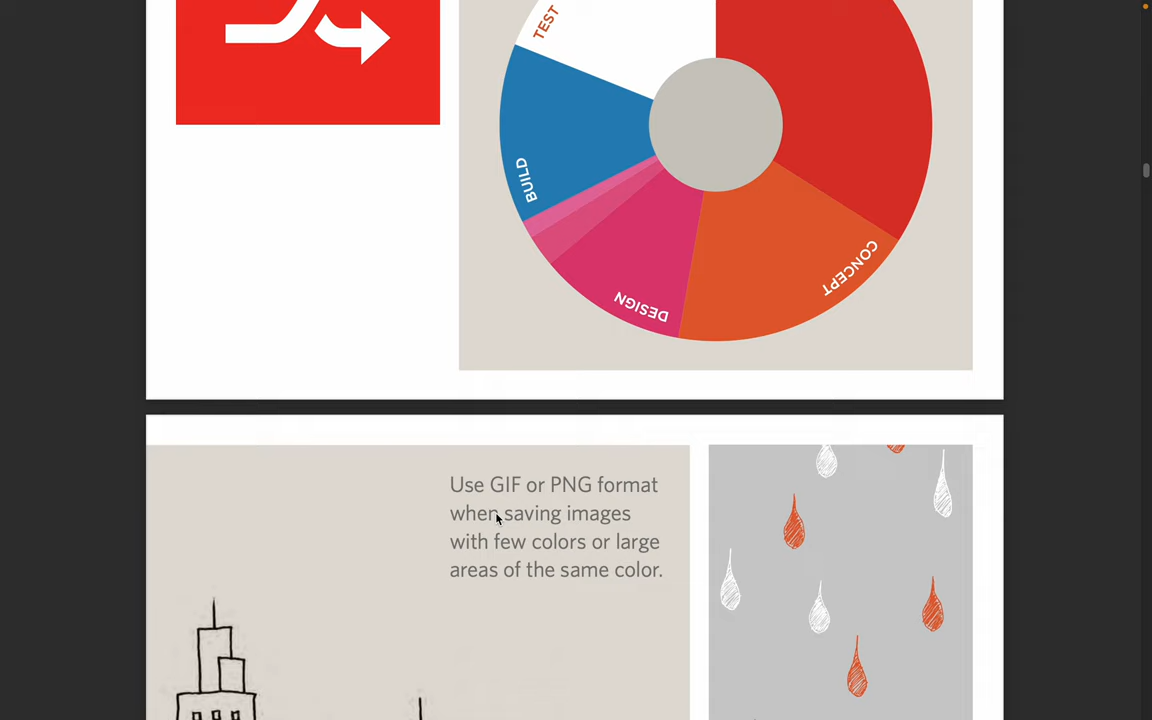 TEST
BUILD
DESIGN
CONCEPT
Use GIF or PNG format
when saving images
with few colors or large
areas of the same color.